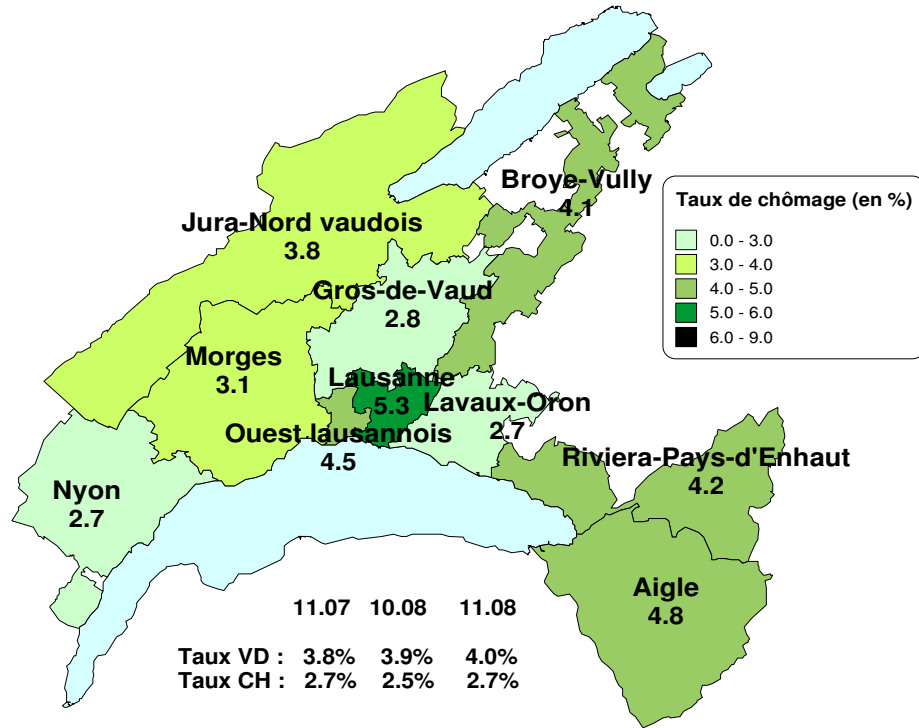 Broye-Vully
4.1
Taux de chômage (en %)
0.0 - 3.0
3.0 - 4.0
4.0 - 5.0
5.0 - 6.0
6.0 - 9.0
Jura-Nord vaudois
3.8
Gros-de-Vaud
2.8
Morges
3.1
Lausanne
5.3
Lavaux-Oron
2.7
Ouest lausannois
4.5
Riviera-Pays-d'Enhaut
4.2
Nyon
2.7
Aigle
4.8
11.07 10.08 11.08
Taux VD : 3.8% 3.9% 4.0%
Taux CH : 2.7% 2.5% 2.7%